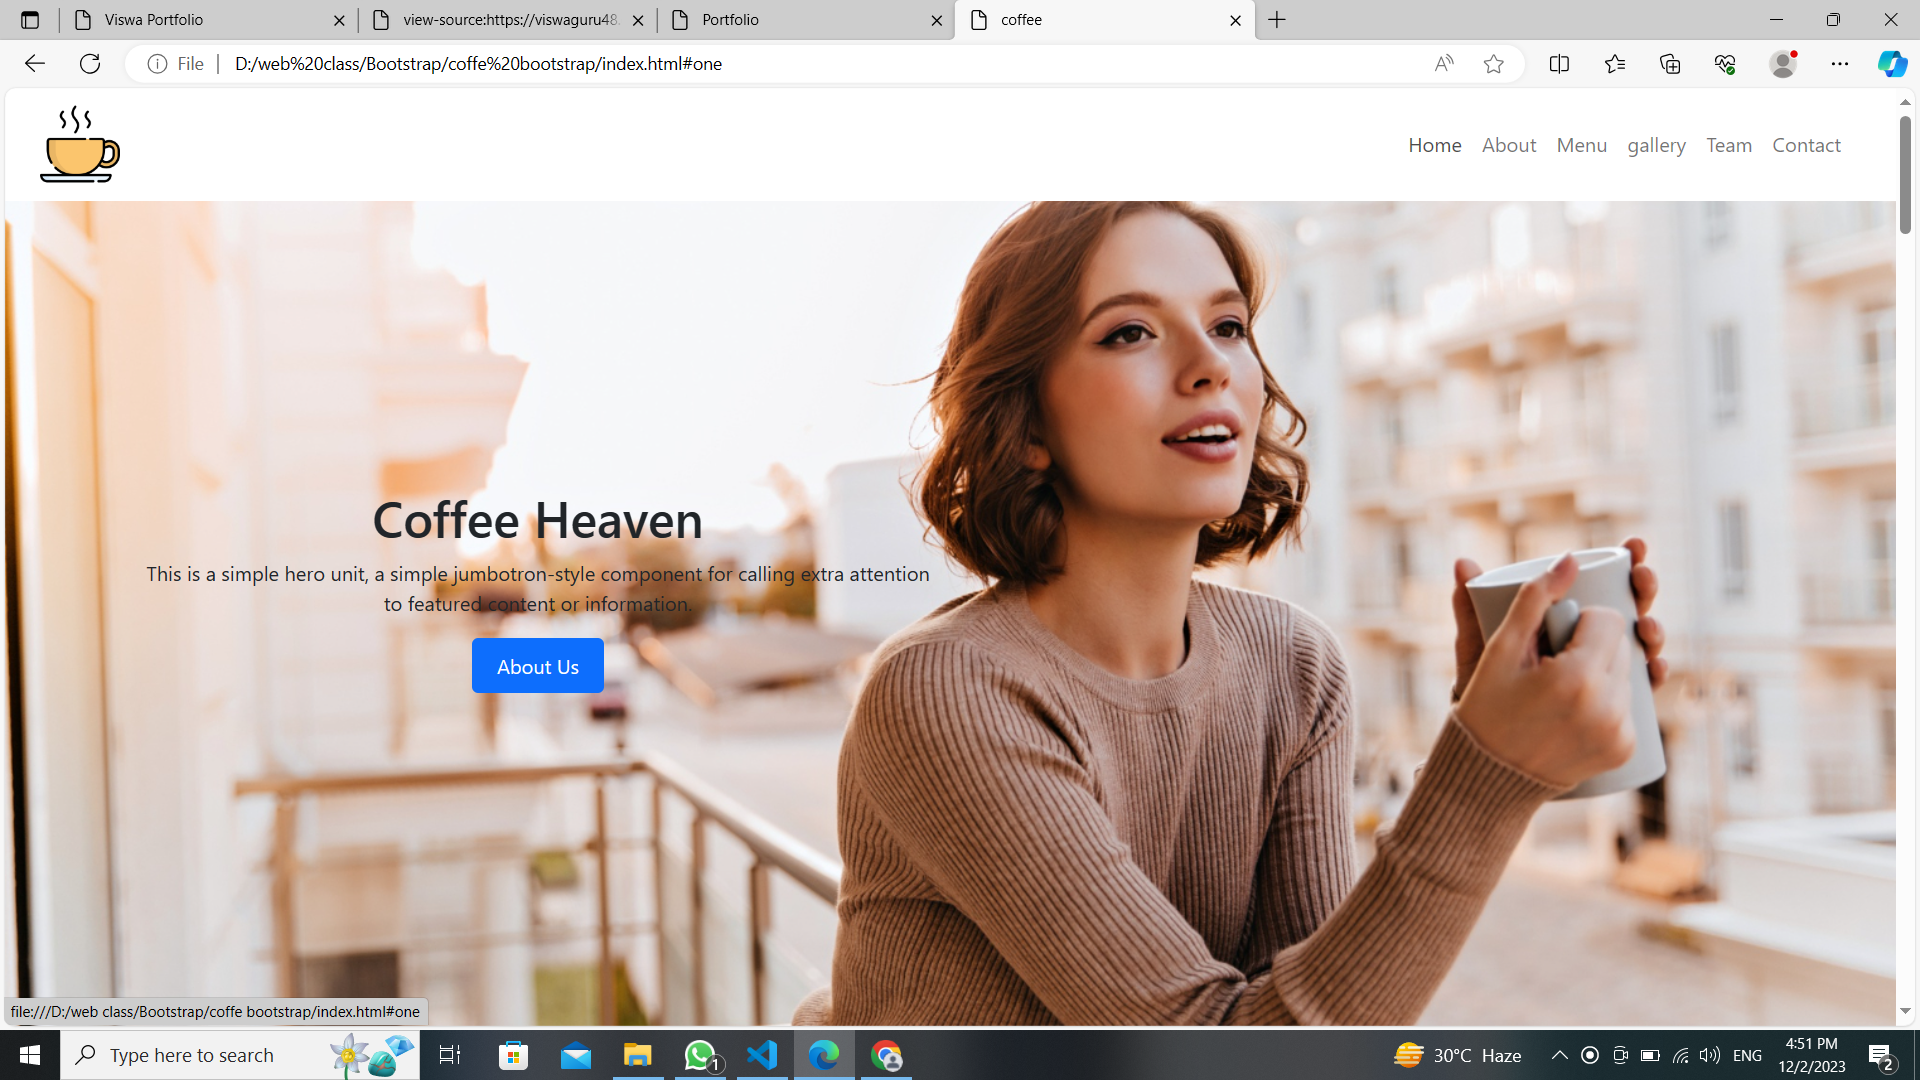 Viswa Portfolio
view-source:https://viswaguru48.
Portfolio
coffee
File
D:/web%20class/Bootstrap/coffe%20bootstrap/index.html#one
Home About Menu gallery Team Contact
Coffee Heaven
This is a simple hero unit, a simple jumbotron-style component for calling extra attention
to featured content or information.
About Us
file:///D:/web class/Bootstrap/coffe bootstrap/index.html#one
Type here to search
1
30°C Haze
ENG
4:51 PM
12/2/2023
2